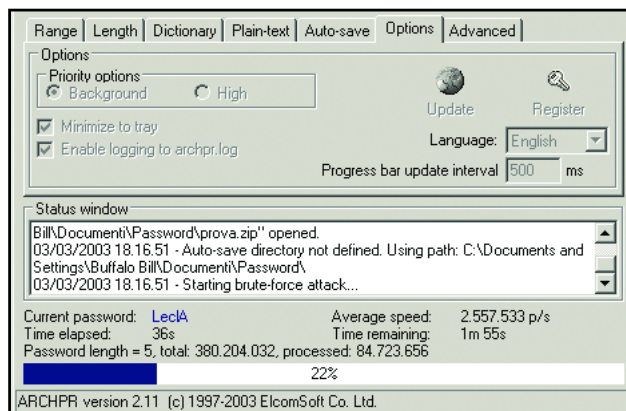 Range Length Dictionary Plain-text Auto-save Options Advanced
Options
Priority options
Background High
Update Register
Minimize to tray
Enable logging to archpr.log
Language: English
Progress bar update interval 500 ms
Status window
Bill\Documenti\Password\prova.zip" opened.
03/03/2003 18.16.51 - Auto-save directory not defined. Using path: C:\Documents and
Settings\Buffalo Bill\Documenti\Password\
03/03/2003 18.16.51 - Starting brute-force attack...
Current password: LeclA Average speed: 2.557.533 p/s
Time elapsed: 36s Time remaining: 1m 55s
Password length = 5, total: 380.204.032, processed: 84.723.656
22%
ARCHPR version 2.11 (c) 1997-2003 ElcomSoft Co. Ltd.